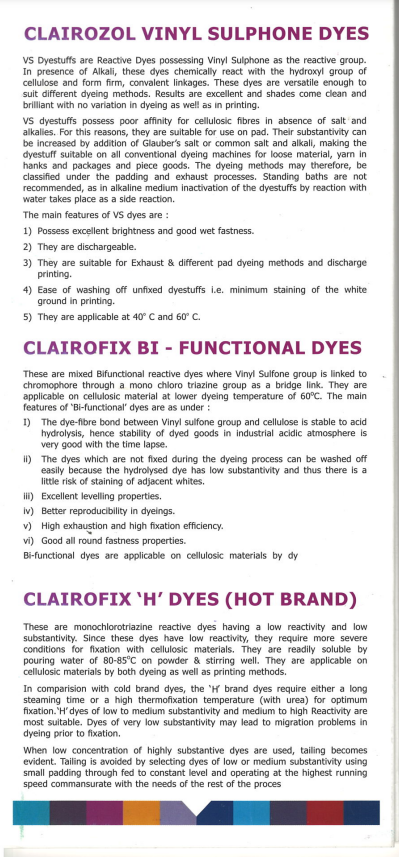 CLAIROZOL VINYL SULPHONE DYES
VS Dyestuffs are Reactive Dyes possessing Vinyl Sulphone as the reactive group.
In presence of Alkali, these dyes chemically react with the hydroxyl group of
cellulose and form firm, convalent linkages. These dyes are versatile enough to
suit different dyeing methods. Results are excellent and shades come clean and
brilliant with no variation in dyeing as well as in printing.
VS dyestuffs possess poor affinity for cellulosic fibres in absence of salt and
alkalies. For this reasons, they are suitable for use on pad. Their substantivity can
be increased by addition of Glauber's salt or common salt and alkali, making the
dyestuff suitable on all conventional dyeing machines for loose material, yarn in
hanks and packages and piece goods. The dyeing methods may therefore, be
classified under the padding and exhaust processes. Standing baths are not
recommended, as in alkaline medium inactivation of the dyestuffs by reaction with
water takes place as a side reaction.
The main features of VS dyes are :
1) Possess excellent brightness and good wet fastness.
2) They are dischargeable.
3) They are suitable for Exhaust & different pad dyeing methods and discharge
printing.
4) Ease of washing off unfixed dyestuffs i.e. minimum staining of the white
ground in printing.
5) They are applicable at 40° C and 60° C.
CLAIROFIX BI - FUNCTIONAL DYES
These are mixed Bifunctional reactive dyes where Vinyl Sulfone group is linked to
chromophore through a mono chloro triazine group as a bridge link. They are
applicable on cellulosic material at lower dyeing temperature of 60°C. The main
features of 'Bi-functional' dyes are as under :
I) The dye-fibre bond between Vinyl sulfone group and cellulose is stable to acid
hydrolysis, hence stability of dyed goods in industrial acidic atmosphere is
very good with the time lapse.
ii) The dyes which are not fixed during the dyeing process can be washed off
easily because the hydrolysed dye has low substantivity and thus there is a
little risk of staining of adjacent whites.
iii) Excellent levelling properties.
iv) Better reproducibility in dyeings.
v) High exhaustion and high fixation efficiency.
vi) Good all round fastness properties.
Bi-functional dyes are applicable on cellulosic materials by dy
CLAIROFIX 'H' DYES (HOT BRAND)
These are monochlorotriazine reactive dyes having a low reactivity and low
substantivity. Since these dyes have low reactivity, they require more severe
conditions for fixation with cellulosic materials. They are readily soluble by
pouring water of 80-85°C on powder & stirring well. They are applicable on
cellulosic materials by both dyeing as well as printing methods.
In comparision with cold brand dyes, the 'H' brand dyes require either a long
steaming time or a high thermofixation temperature (with urea) for optimum
fixation.'H'dyes of low to medium substantivity and medium to high Reactivity are
most suitable. Dyes of very low substantivity may lead to migration problems in
dyeing prior to fixation.
When low concentration of highly substantive dyes are used, tailing becomes
evident. Tailing is avoided by selecting dyes of low or medium substantivity using
small padding through fed to constant level and operating at the highest running
speed commansurate with the needs of the rest of the proces